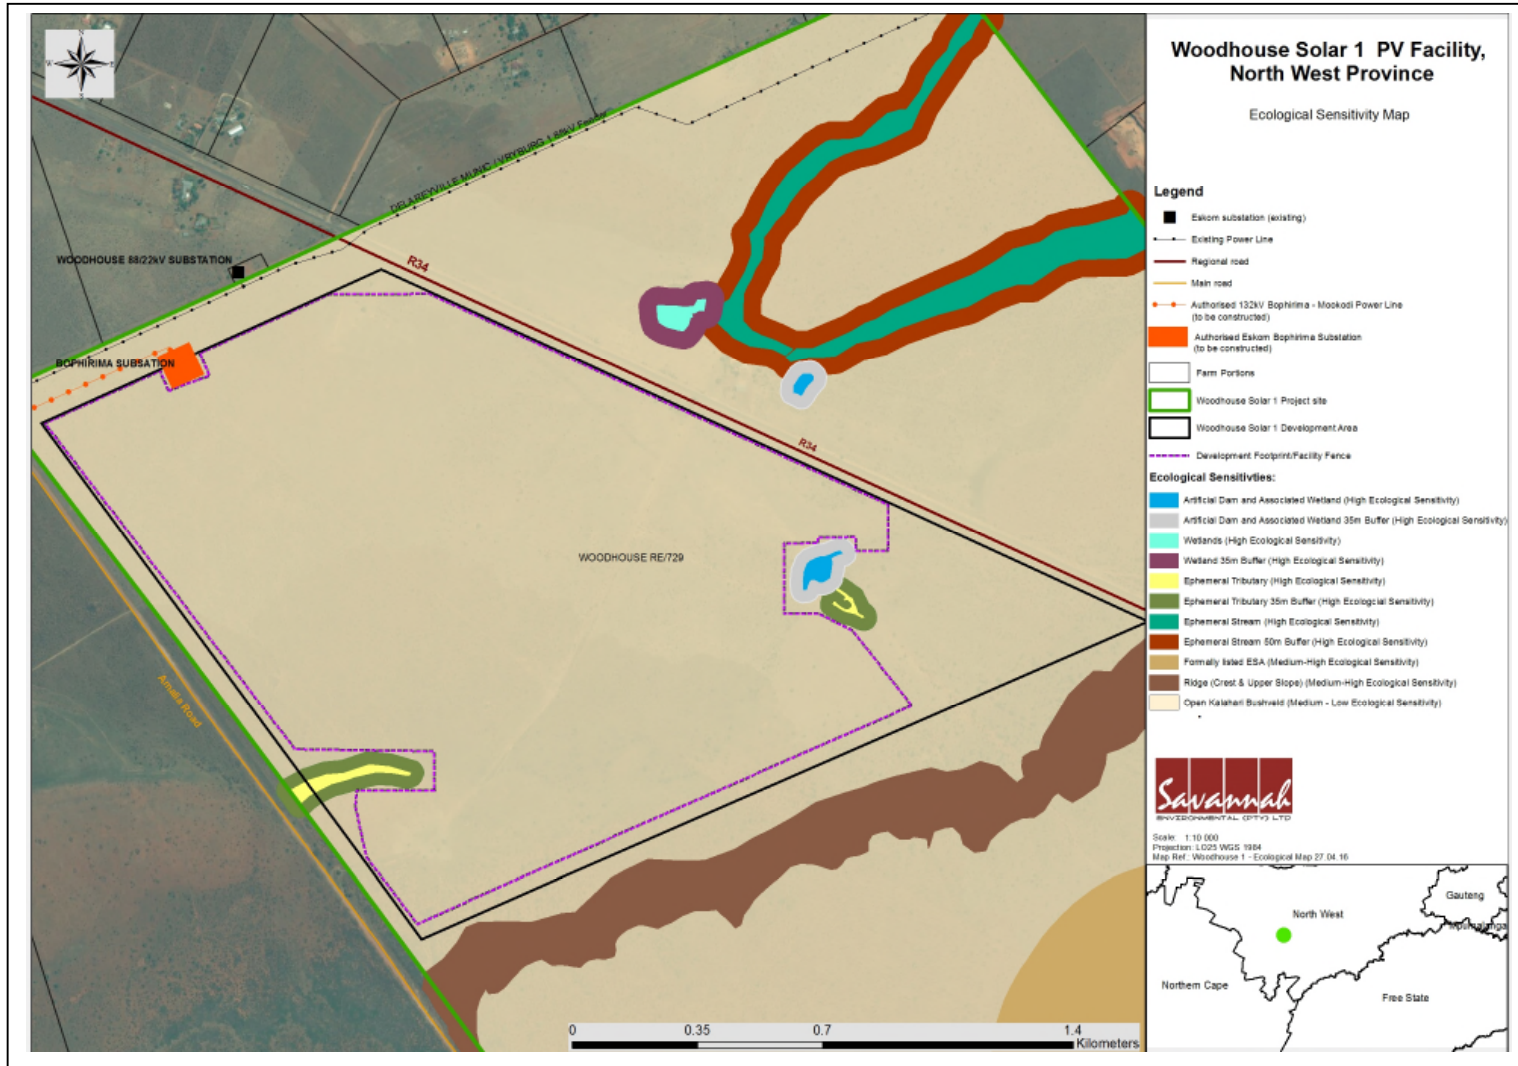 Woodhouse Solar 1 PV Facility,
North West Province
Ecological Sensitivity Map
Legend
Eskom substation (existing)
Existing Power Line
Regional road
Main road
Authorised 132kV Bophirima - Mookodi Power Line
(to be constructed)
Authorised Eskom Bophirima Substation
(to be constructed)
Farm Portions
Woodhouse Solar 1 Project site
Woodhouse Solar 1 Development Area
Development Footprint/Facility Fence
Ecological Sensitivties:
Artificial Dam and Associated Wetland (High Ecological Sensitivity)
Artificial Dam and Associated Wetland 35m Buffer (High Ecological Sensitivity)
Wetlands (High Ecological Sensitivity)
Wetland 35m Buffer (High Ecological Sensitivity)
Ephemeral Tributary (High Ecological Sensitivity)
Ephemeral Tributary 35m Buffer (High Ecologcial Sensitivity)
Ephemeral Stream (High Ecological Sensitivity)
Ephemeral Stream 50m Buffer (High Ecological Sensitivity)
Formally listed ESA (Medium-High Ecological Sensitivity)
Ridge (Crest & Upper Slope) (Medium-High Ecological Sensitivity)
Open Kalahari Bushveld (Medium - Low Ecological Sensitivity)
Savannah
ENVIRONMENTAL (PTY) LTD
Scale: 1:10 000
Projection: LO25 WGS 1984
Map Ref.: Woodhouse 1 - Ecological Map 27.04.16
Gauteng
North West
Mpumalanga
Northern Cape
Free State
N
W
E
S
DELAREYVILLE MUNIC / VRYBURG 1 88kV Feeder
WOODHOUSE 88/22kV SUBSTATION
R34
BOPHIRIMA SUBSATION
R34
WOODHOUSE RE/729
Amalia Road
0 0.35 0.7 1.4
Kilometers